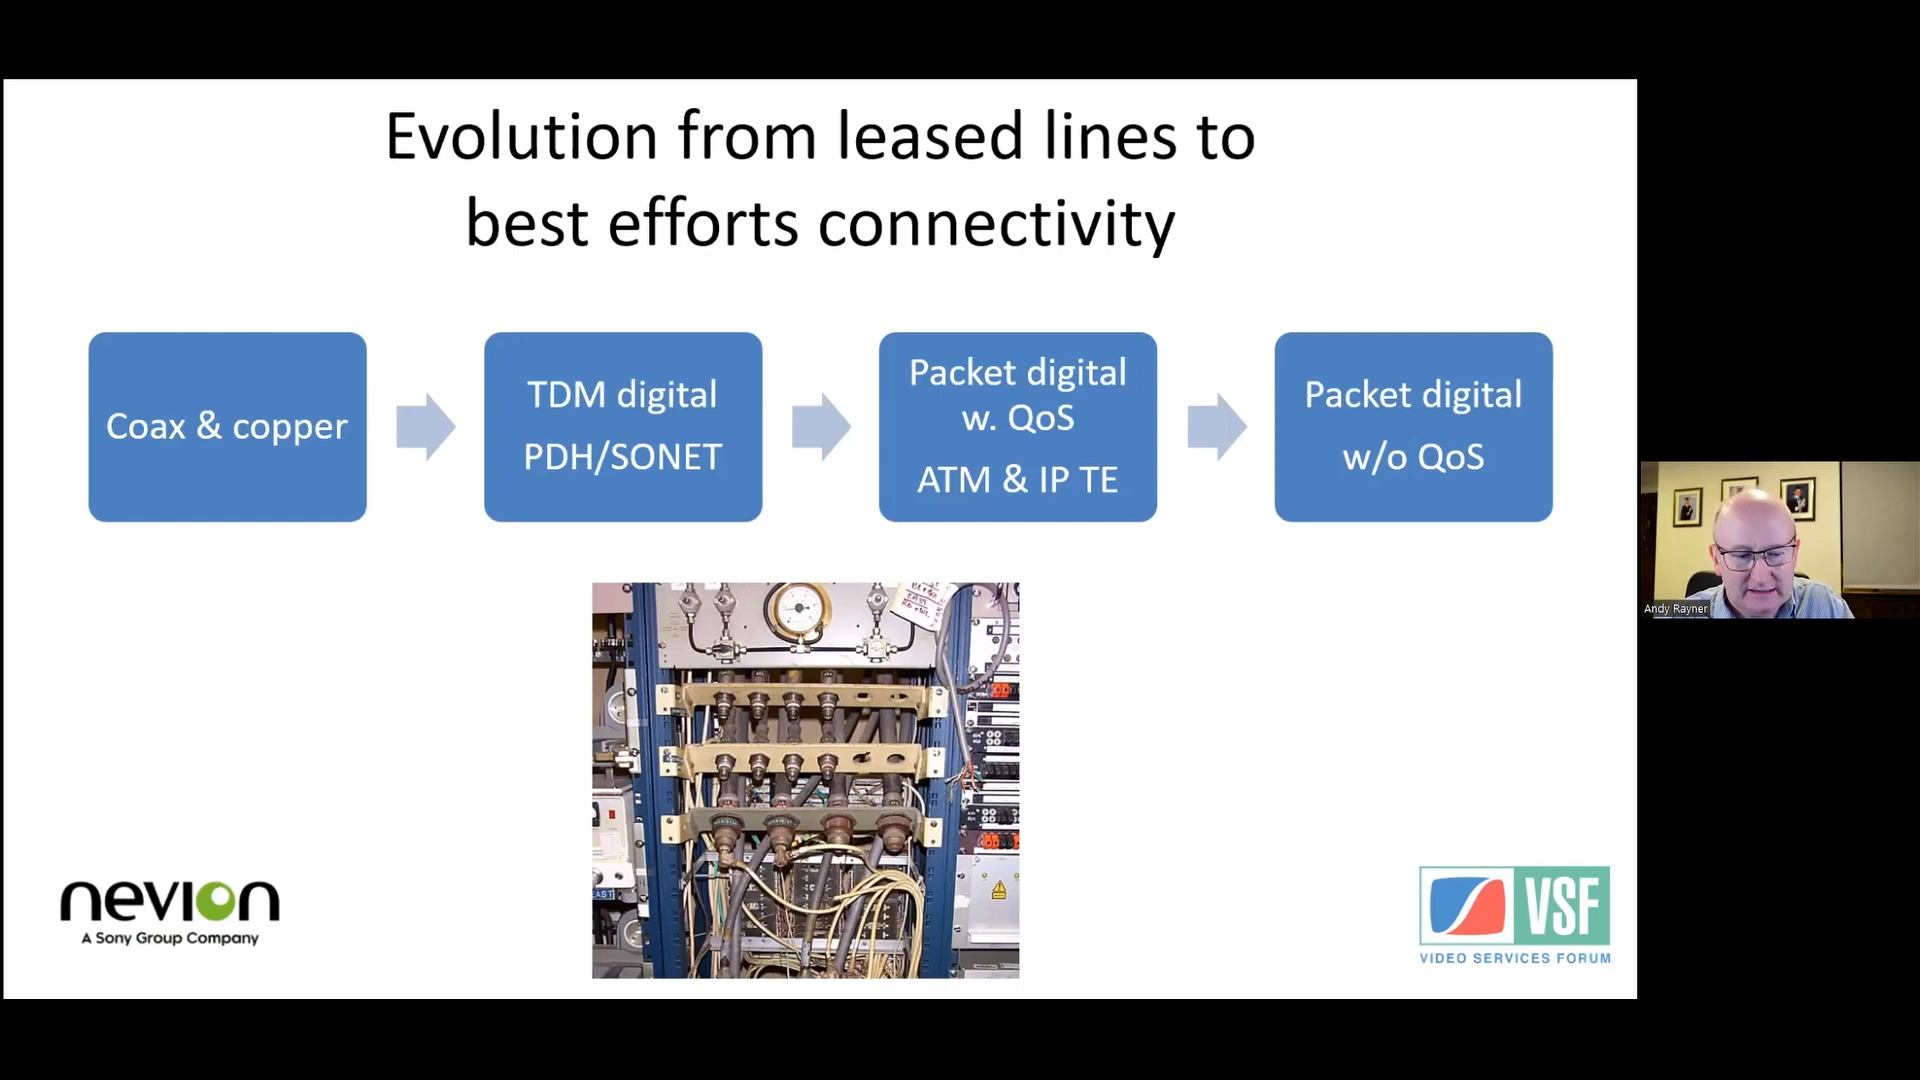 Evolution from leased lines to
best efforts connectivity
Coax & copper
TDM digital
PDH/SONET
Packet digital
w. QoS
ATM & IP TE
Packet digital
w/o QoS
Andy Rayner
EAST
nevion
A Sony Group Company
VSF
VIDEO SERVICES FORUM